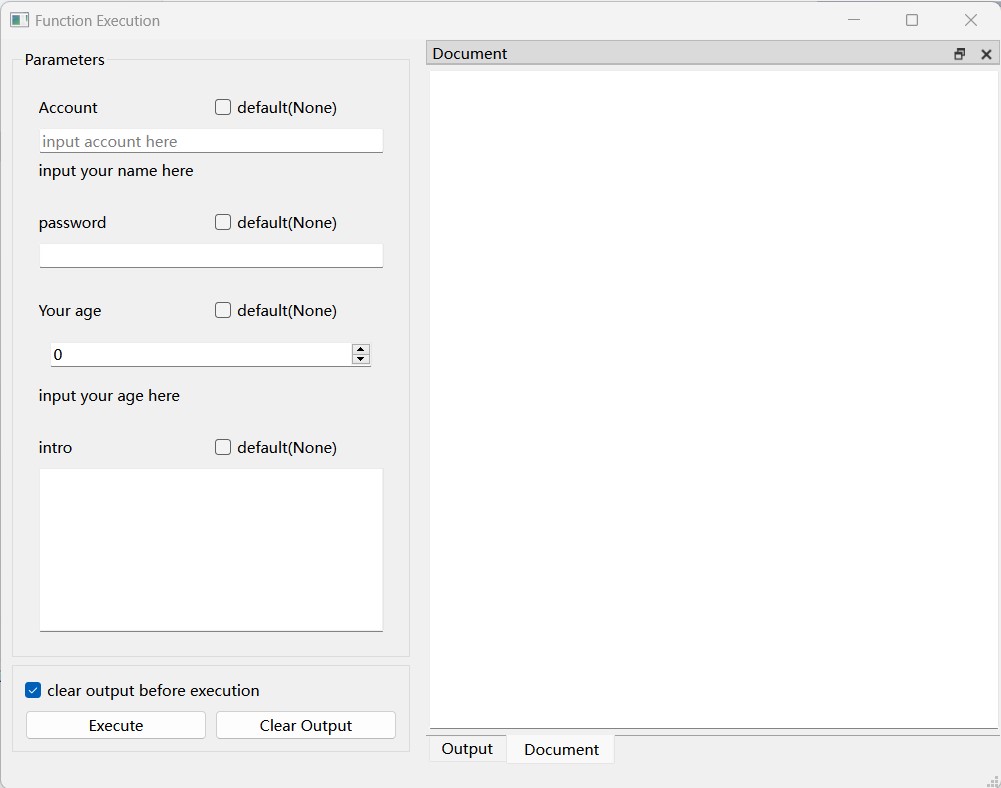 Function Execution
Parameters
Account default(None)
input account here
input your name here
password default(None)
Your age default(None)
0
input your age here
intro default(None)
clear output before execution
Execute Clear Output
Document
Output Document